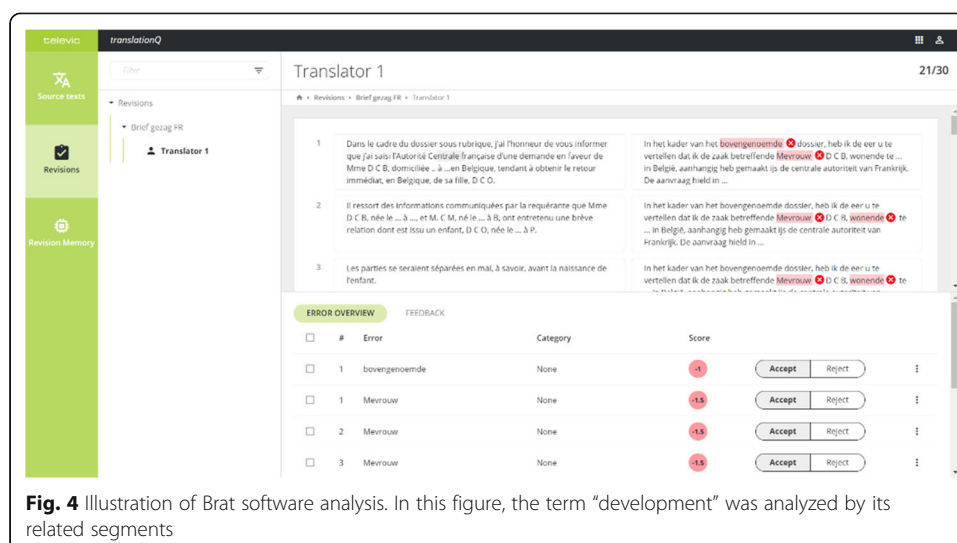 televic
translationQ
Source texts
Revisions
Revision Memory
Filter
Revisions
Brief gezag FR
Translator 1
Translator 1
21/30
Revisions • Brief gezag FR • Translator 1
1
Dans le cadre du dossier sous rubrique, j'ai l'honneur de vous informer
que j'ai saisi l'Autorité Centrale française d'une demande en faveur de
Mme D C B, domiciliée .. à ...en Belgique, tendant à obtenir le retour
immédiat, en Belgique, de sa fille, D C O.
In het kader van het bovengenoemde dossier, heb ik de eer u te
vertellen dat ik de zaak betreffende Mevrouw D C B, wonende te ...
in België, aanhangig heb gemaakt ijs de centrale autoriteit van Frankrijk.
De aanvraag hield in ...
2
Il ressort des informations communiquées par la requérante que Mme
D C B, née le ... à ..., et M. C M, né le ... à B, ont entretenu une brève
relation dont est issu un enfant, D C O, née le ... à P.
In het kader van het bovengenoemde dossier, heb ik de eer u te
vertellen dat ik de zaak betreffende Mevrouw D C B, wonende te
... in België, aanhangig heb gemaakt ijs de centrale autoriteit van
Frankrijk. De aanvraag hield in ...
3
Les parties se seraient séparées en mai, à savoir, avant la naissance de
l'enfant.
In het kader van het bovengenoemde dossier, heb ik de eer u te
vertellen dat ik de zaak betreffende Mevrouw D C B, wonende te
ERROR OVERVIEW FEEDBACK
# Error Category Score
1 bovengenoemde None -1 Accept Reject
1 Mevrouw None -1.5 Accept Reject
2 Mevrouw None -1.5 Accept Reject
3 Mevrouw None -1.5 Accept Reject
Fig. 4 Illustration of Brat software analysis. In this figure, the term “development” was analyzed by its
related segments